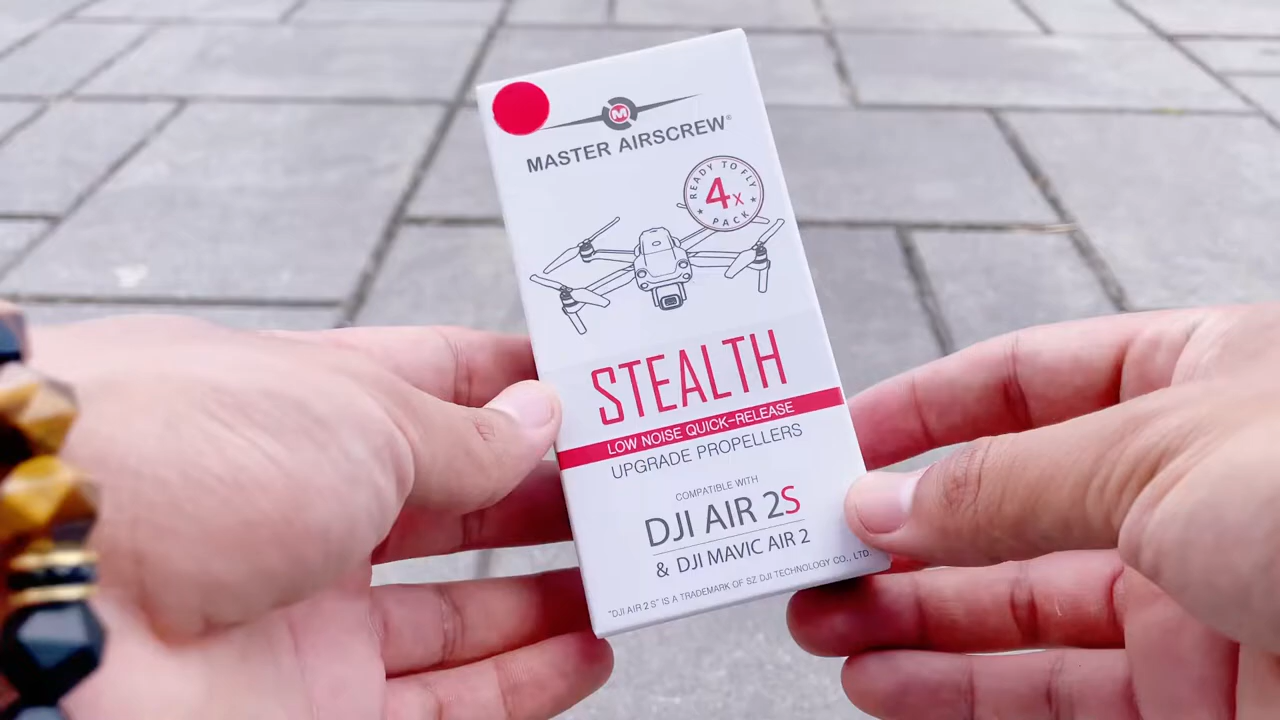 M
MASTER AIRSCREW®
READY TO FLY
4x
PACK
STEALTH
LOW NOISE QUICK-RELEASE
UPGRADE PROPELLERS
COMPATIBLE WITH
DJI AIR 2S
& DJI MAVIC AIR 2
"DJI AIR 2 S" IS A TRADEMARK OF SZ DJI TECHNOLOGY CO., LTD.